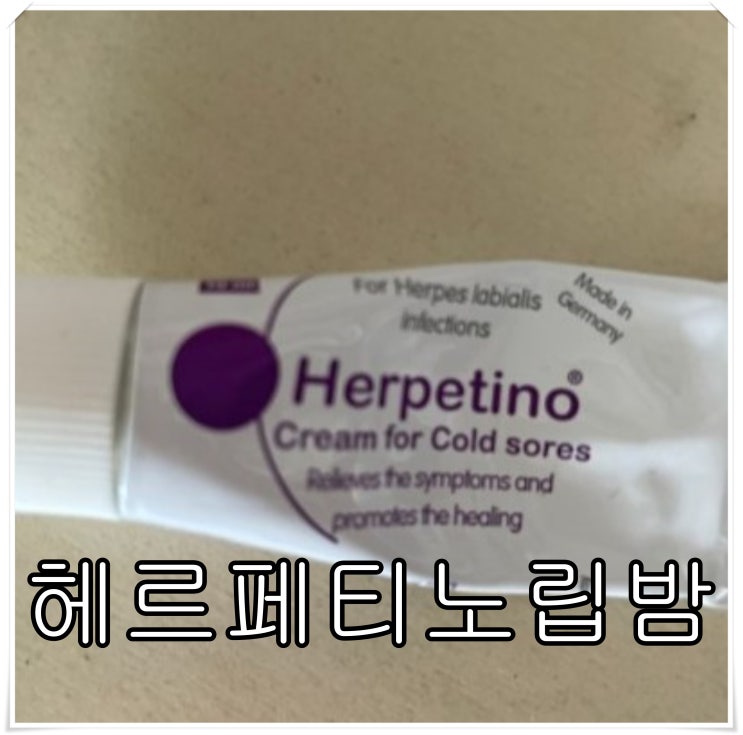 For Herpes labialis
infections
Made in
Germany
Herpetino®
Cream for Cold sores
Relieves the symptoms and
promotes the healing
헤르페티노립밤